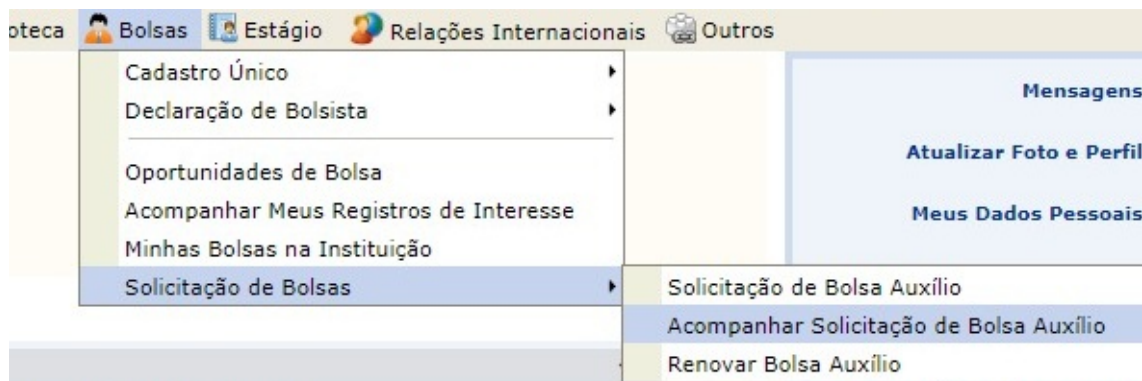 oteca Bolsas Estágio Relações Internacionais Outros
Cadastro Único
Declaração de Bolsista
Oportunidades de Bolsa
Acompanhar Meus Registros de Interesse
Minhas Bolsas na Instituição
Solicitação de Bolsas
Mensagens
Atualizar Foto e Perfil
Meus Dados Pessoais
Solicitação de Bolsa Auxílio
Acompanhar Solicitação de Bolsa Auxílio
Renovar Bolsa Auxílio